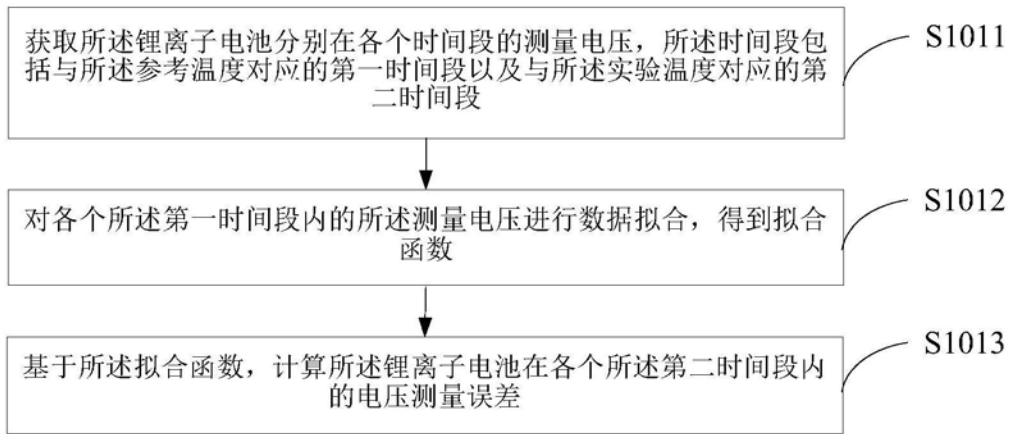 获取所述锂离子电池分别在各个时间段的测量电压，所述时间段包
括与所述参考温度对应的第一时间段以及与所述实验温度对应的第
二时间段
S1011
对各个所述第一时间段内的所述测量电压进行数据拟合，得到拟合
函数
S1012
基于所述拟合函数，计算所述锂离子电池在各个所述第二时间段内
的电压测量误差
S1013